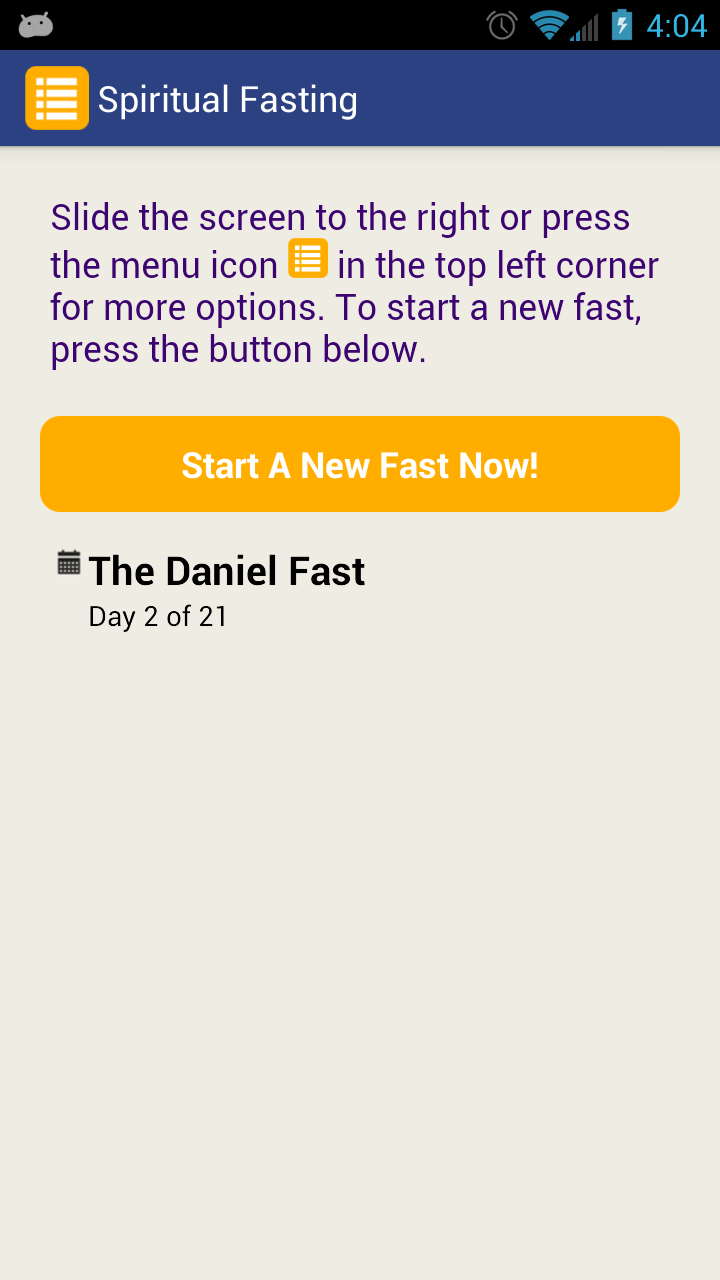 4:04
Spiritual Fasting
Slide the screen to the right or press
the menu icon in the top left corner
for more options. To start a new fast,
press the button below.
Start A New Fast Now!
The Daniel Fast
Day 2 of 21